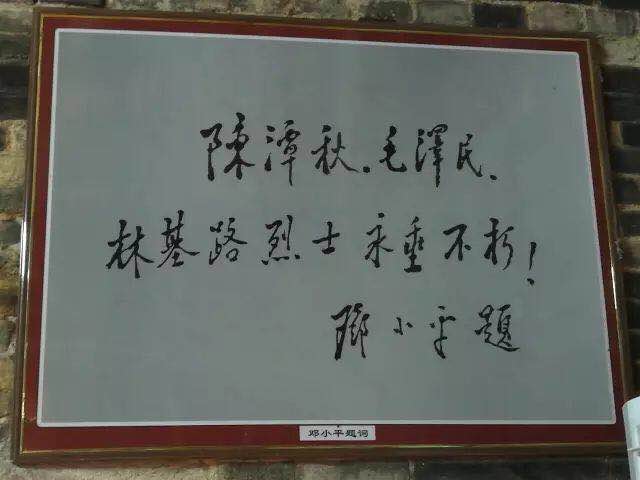 陳潭秋、毛澤民、
林基路烈士永垂不朽！
鄧小平題
邓小平题词